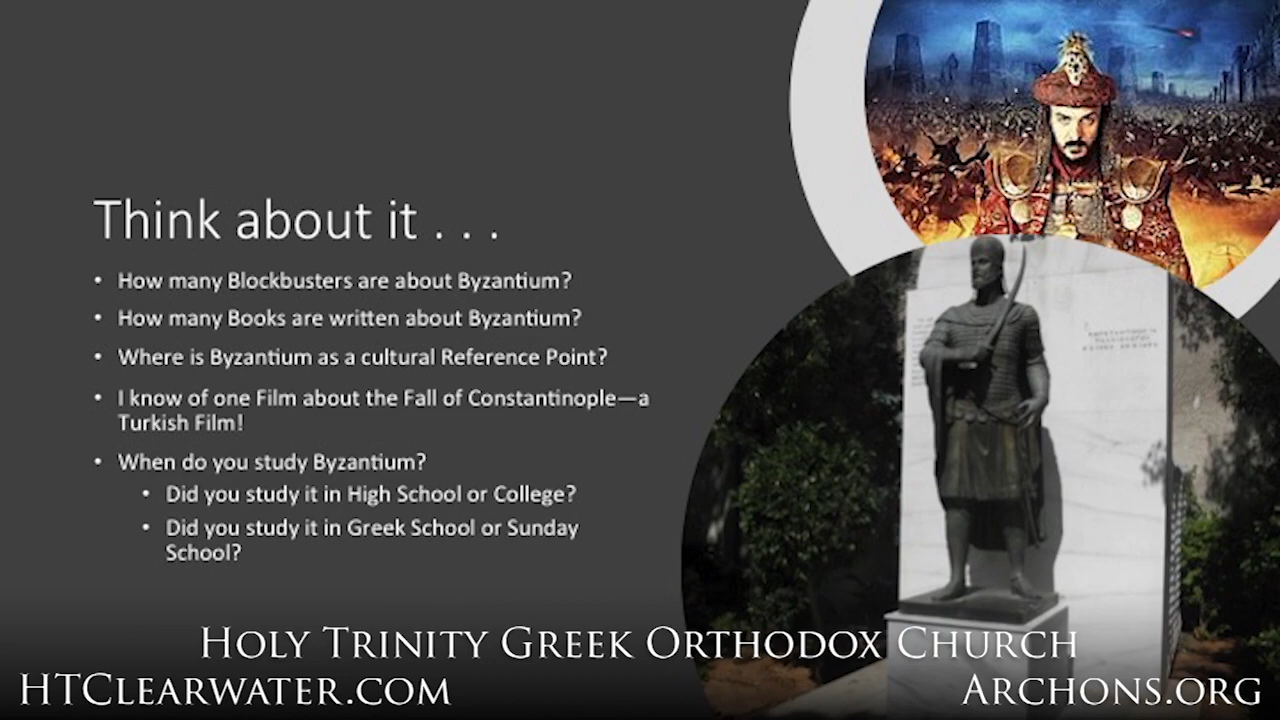 Think about it . . .
• How many Blockbusters are about Byzantium?
• How many Books are written about Byzantium?
• Where is Byzantium as a cultural Reference Point?
• I know of one Film about the Fall of Constantinople—a
Turkish Film!
• When do you study Byzantium?
• Did you study it in High School or College?
• Did you study it in Greek School or Sunday
School?
Holy Trinity Greek Orthodox Church
HTClearwater.com
Archons.org